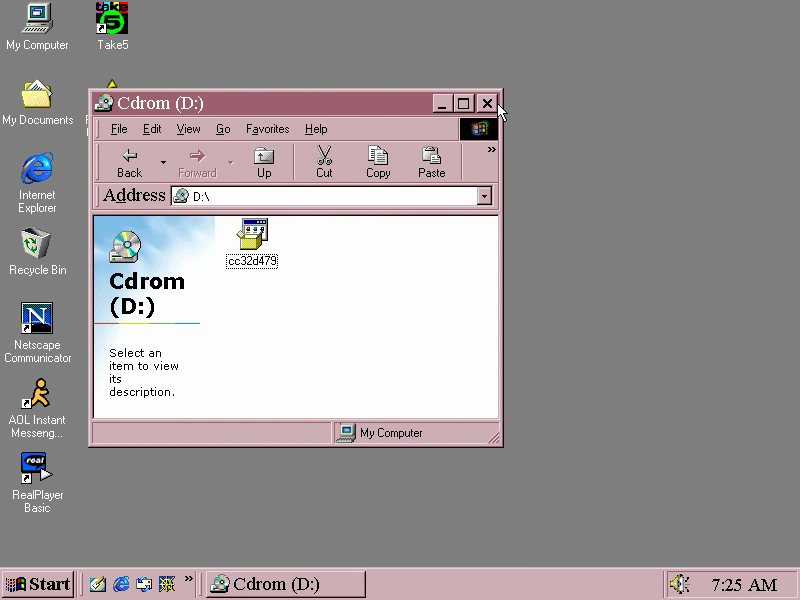 My Computer
Take5
My Documents
Internet
Explorer
Recycle Bin
N
Netscape
Communicator
AOL Instant
Messeng...
real
RealPlayer
Basic
Cdrom (D:)
File Edit View Go Favorites Help
Back Forward Up Cut Copy Paste »
Address D:\
Cdrom
(D:)
Select an
item to view
its
description.
cc32d479
My Computer
Start » Cdrom (D:) 7:25 AM